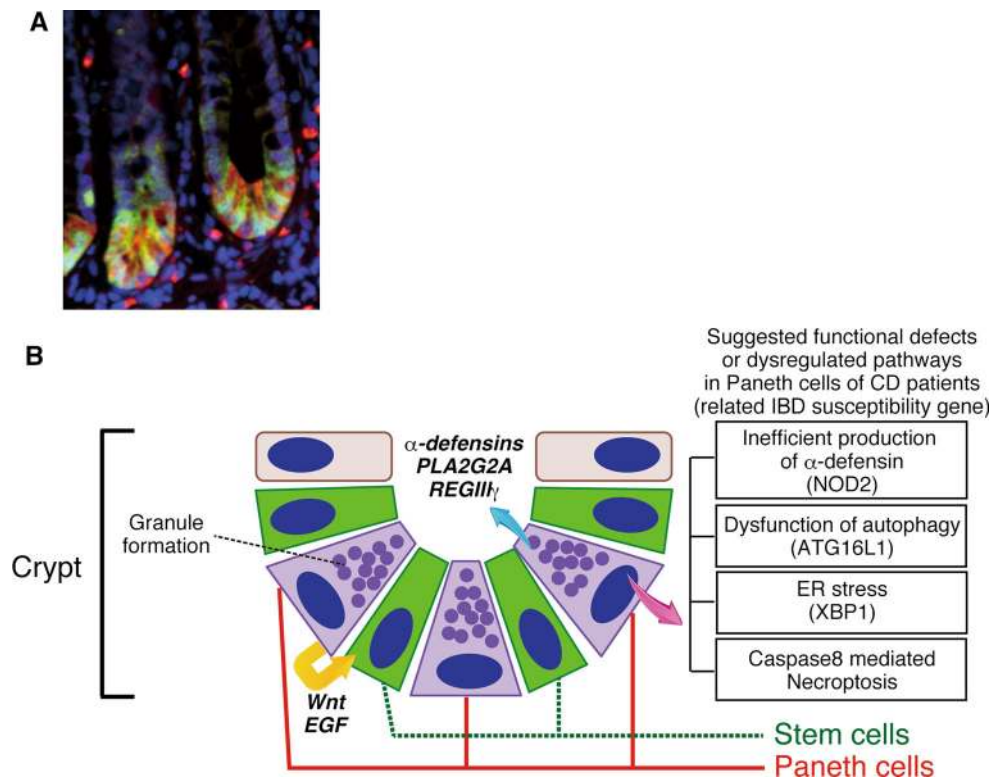 A
B
Suggested functional defects
or dysregulated pathways
in Paneth cells of CD patients
(related IBD susceptibility gene)
α-defensins
PLA2G2A
REGIIIγ
Granule
formation
Crypt
Wnt
EGF
Inefficient production
of α-defensin
(NOD2)
Dysfunction of autophagy
(ATG16L1)
ER stress
(XBP1)
Caspase8 mediated
Necroptosis
Stem cells
Paneth cells